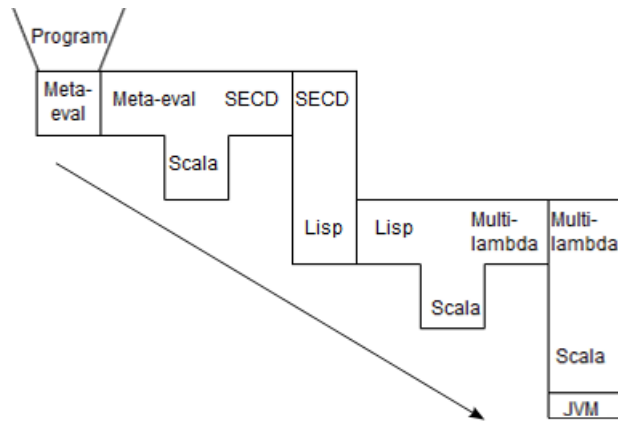 Program
Meta-
eval
Meta-eval
SECD
SECD
Scala
Lisp
Lisp
Multi-
lambda
Multi-
lambda
Scala
Scala
JVM